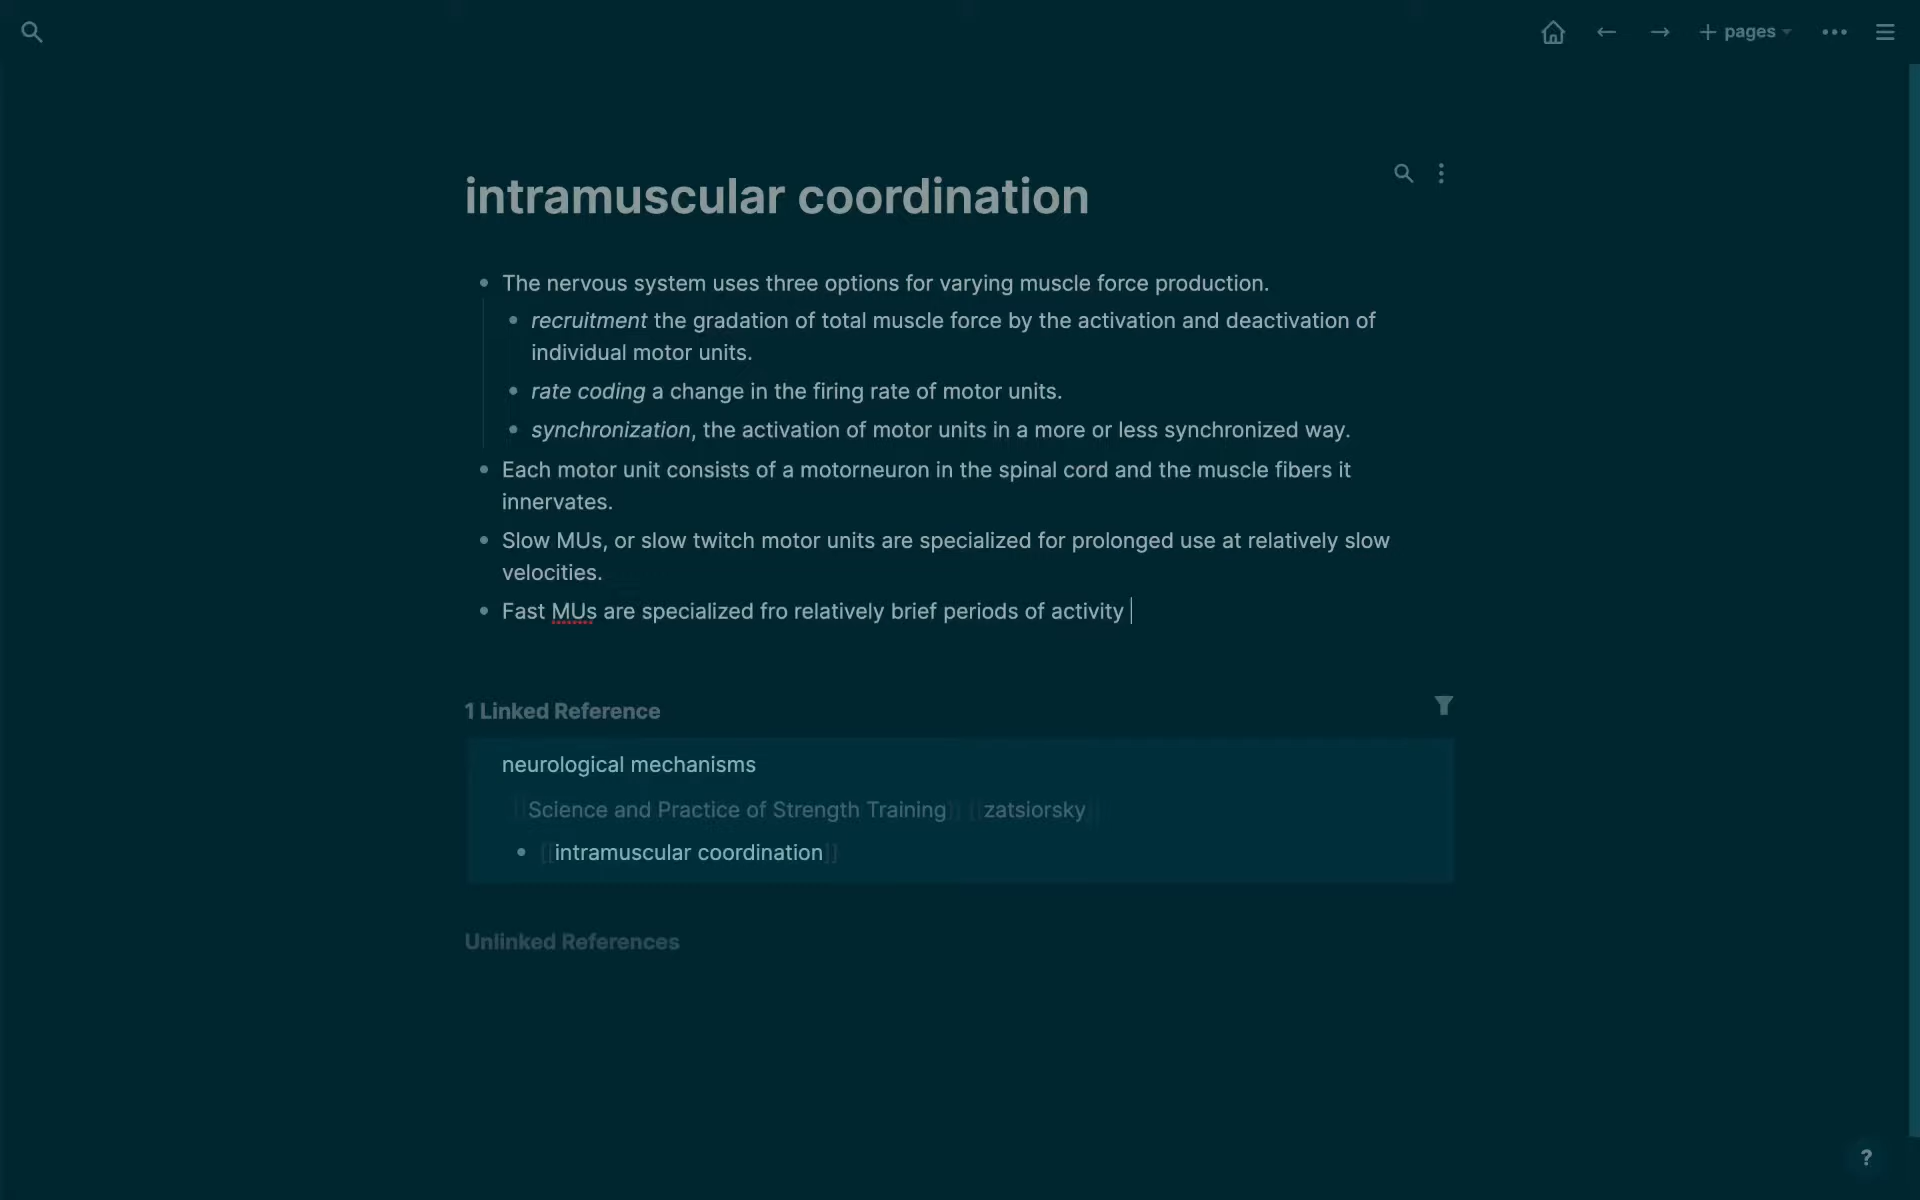 pages
intramuscular coordination
The nervous system uses three options for varying muscle force production.
recruitment the gradation of total muscle force by the activation and deactivation of
individual motor units.
rate coding a change in the firing rate of motor units.
synchronization, the activation of motor units in a more or less synchronized way.
Each motor unit consists of a motorneuron in the spinal cord and the muscle fibers it
innervates.
Slow MUs, or slow twitch motor units are specialized for prolonged use at relatively slow
velocities.
Fast MUs are specialized fro relatively brief periods of activity
1 Linked Reference
neurological mechanisms
[[Science and Practice of Strength Training]] [[zatsiorsky]]
[[intramuscular coordination]]
Unlinked References
?